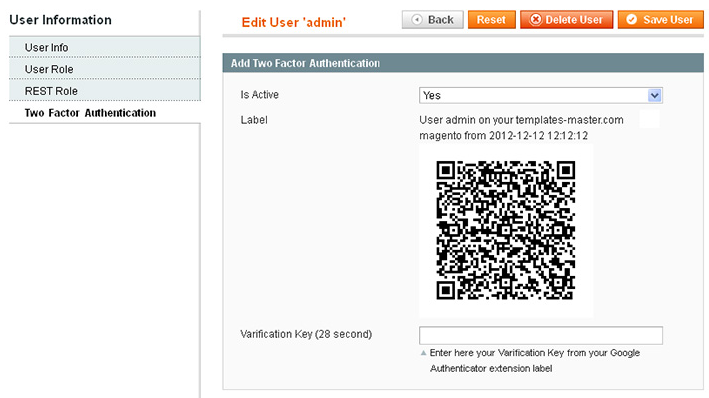 User Information
User Info
User Role
REST Role
Two Factor Authentication
Edit User 'admin'
Back
Reset
Delete User
Save User
Add Two Factor Authentication
Is Active
Yes
Label
User admin on your templates-master.com
magento from 2012-12-12 12:12:12
Varification Key (28 second)
Enter here your Varification Key from your Google
Authenticator extension label